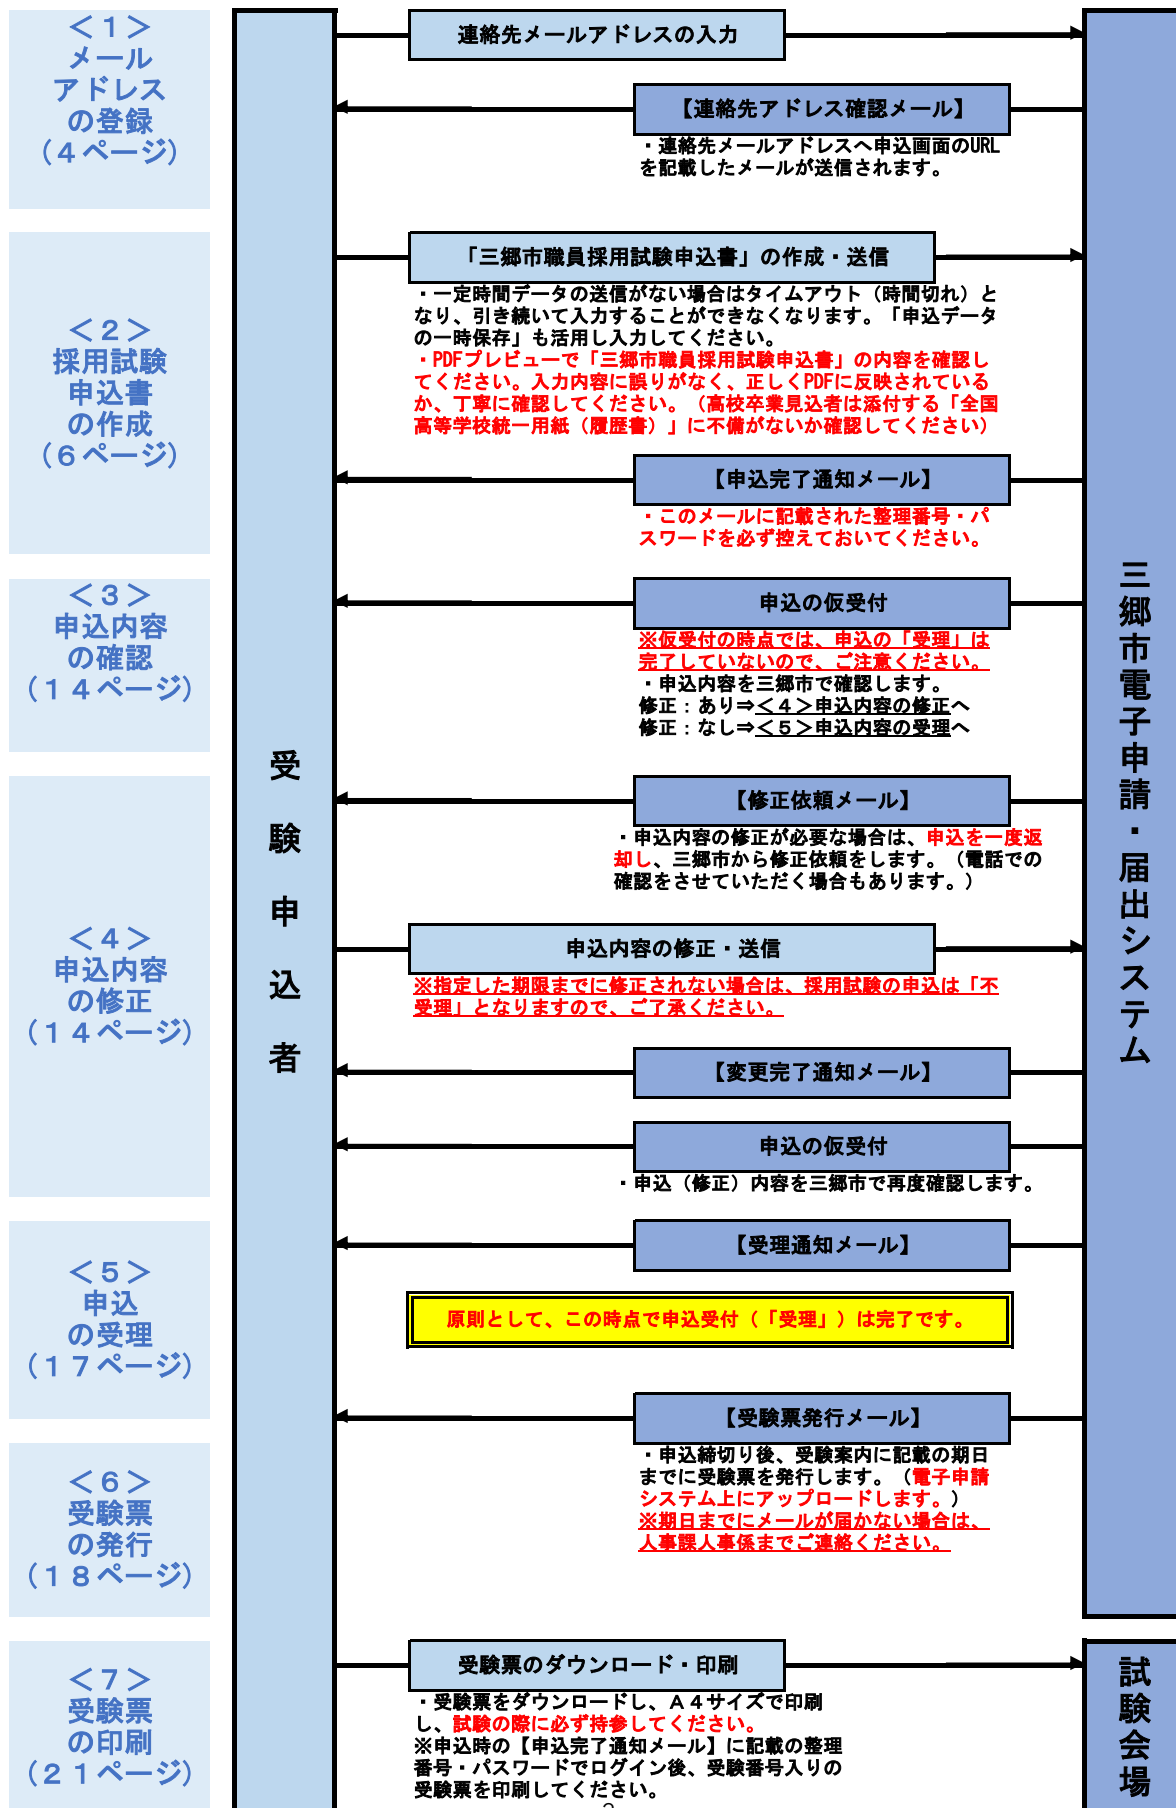 ＜１＞
メール
アドレス
の登録
（４ページ）
連絡先メールアドレスの入力
【連絡先アドレス確認メール】
・連絡先メールアドレスへ申込画面のURL
を記載したメールが送信されます。
＜２＞
採用試験
申込書
の作成
（６ページ）
「三郷市職員採用試験申込書」の作成・送信
・一定時間データの送信がない場合はタイムアウト（時間切れ）と
なり、引き続いて入力することができなくなります。「申込データ
の一時保存」も活用し入力してください。
・PDFプレビューで「三郷市職員採用試験申込書」の内容を確認し
てください。入力内容に誤りがなく、正しくPDFに反映されている
か、丁寧に確認してください。（高校卒業見込者は添付する「全国
高等学校統一用紙（履歴書）」に不備がないか確認してください）
【申込完了通知メール】
・このメールに記載された整理番号・パ
スワードを必ず控えておいてください。
＜３＞
申込内容
の確認
（１４ページ）
申込の仮受付
※仮受付の時点では、申込の「受理」は
完了していないので、ご注意ください。
・申込内容を三郷市で確認します。
修正：あり⇒＜４＞申込内容の修正へ
修正：なし⇒＜５＞申込内容の受理へ
＜４＞
申込内容
の修正
（１４ページ）
【修正依頼メール】
・申込内容の修正が必要な場合は、申込を一度返
却し、三郷市から修正依頼をします。（電話での
確認をさせていただく場合もあります。）
申込内容の修正・送信
※指定した期限までに修正されない場合は、採用試験の申込は「不
受理」となりますので、ご了承ください。
【変更完了通知メール】
申込の仮受付
・申込（修正）内容を三郷市で再度確認します。
＜５＞
申込
の受理
（１７ページ）
【受理通知メール】
原則として、この時点で申込受付（「受理」）は完了です。
＜６＞
受験票
の発行
（１８ページ）
【受験票発行メール】
・申込締切り後、受験案内に記載の期日
までに受験票を発行します。（電子申請
システム上にアップロードします。）
※期日までにメールが届かない場合は、
人事課人事係までご連絡ください。
＜７＞
受験票
の印刷
（２１ページ）
受験票のダウンロード・印刷
・受験票をダウンロードし、Ａ４サイズで印刷
し、試験の際に必ず持参してください。
※申込時の【申込完了通知メール】に記載の整理
番号・パスワードでログイン後、受験番号入りの
受験票を印刷してください。
受験申込者
三郷市電子申請・届出システム
試験会場